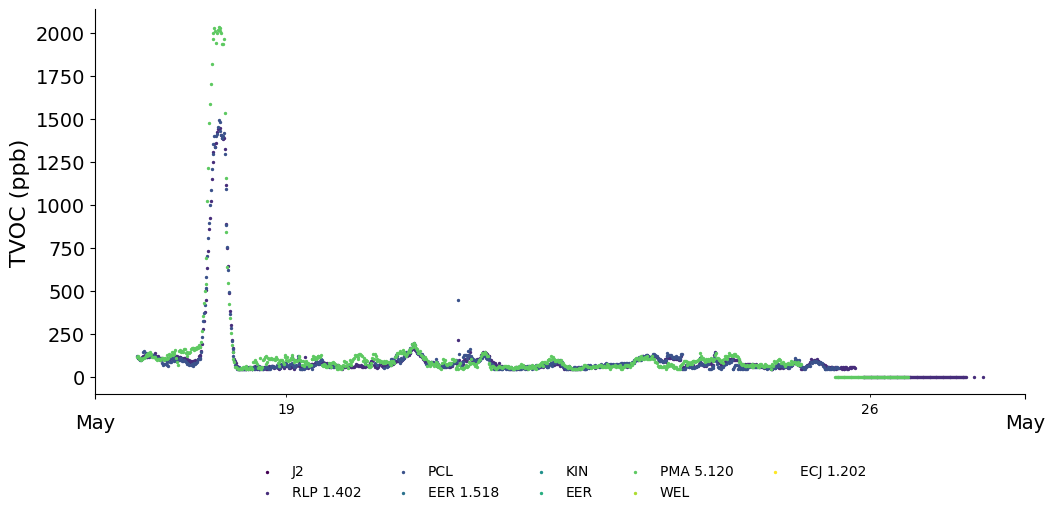 2000
1750
1500
1250
1000
750
500
250
0
TVOC (ppb)
19 26
May May
J2 PCL KIN PMA 5.120 ECJ 1.202
RLP 1.402 EER 1.518 EER WEL